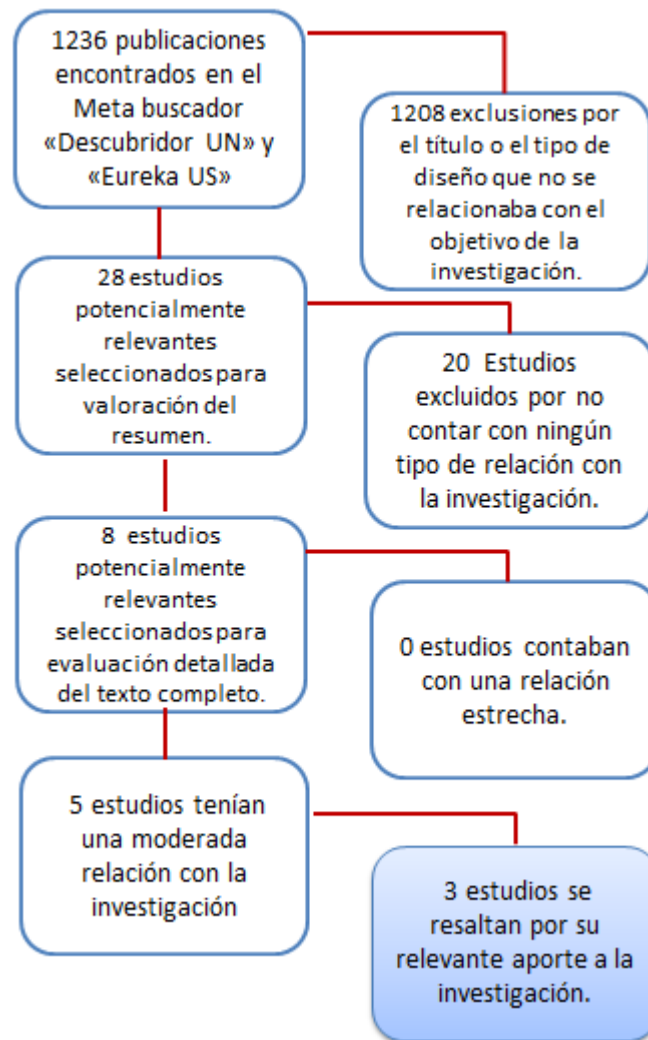 1236 publicaciones
encontrados en el
Meta buscador
«Descubridor UN» y
«Eureka US»
1208 exclusiones por
el título o el tipo de
diseño que no se
relacionaba con el
objetivo de la
investigación.
28 estudios
potencialmente
relevantes
seleccionados para
valoración del
resumen.
20 Estudios
excluidos por no
contar con ningún
tipo de relación con
la investigación.
8 estudios
potencialmente
relevantes
seleccionados para
evaluación detallada
del texto completo.
0 estudios contaban
con una relación
estrecha.
5 estudios tenían
una moderada
relación con la
investigación
3 estudios se
resaltan por su
relevante aporte a la
investigación.